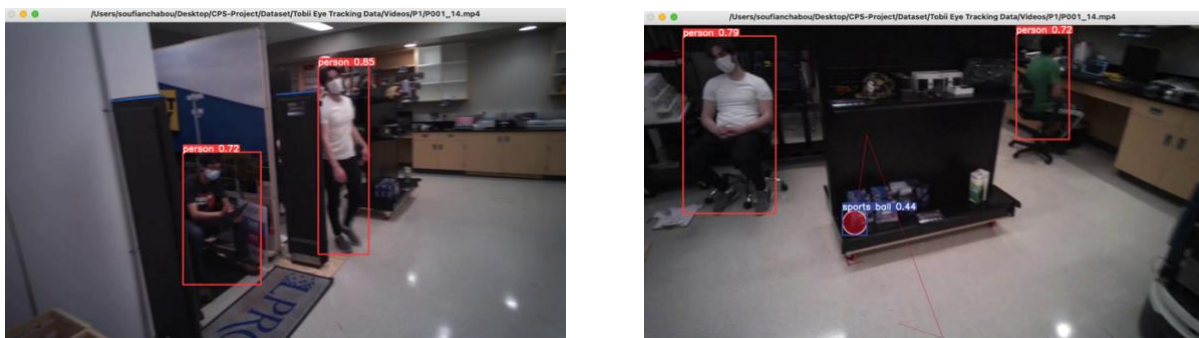 /Users/soufianchabou/Desktop/CPS-Project/Dataset/Tobii Eye Tracking Data/Videos/P1/P001_14.mp4
person 0.85
person 0.72
LPR
/Users/soufianchabou/Desktop/CPS-Project/Dataset/Tobii Eye Tracking Data/Videos/P1/P001_14.mp4
person 0.79
person 0.72
sports ball 0.44